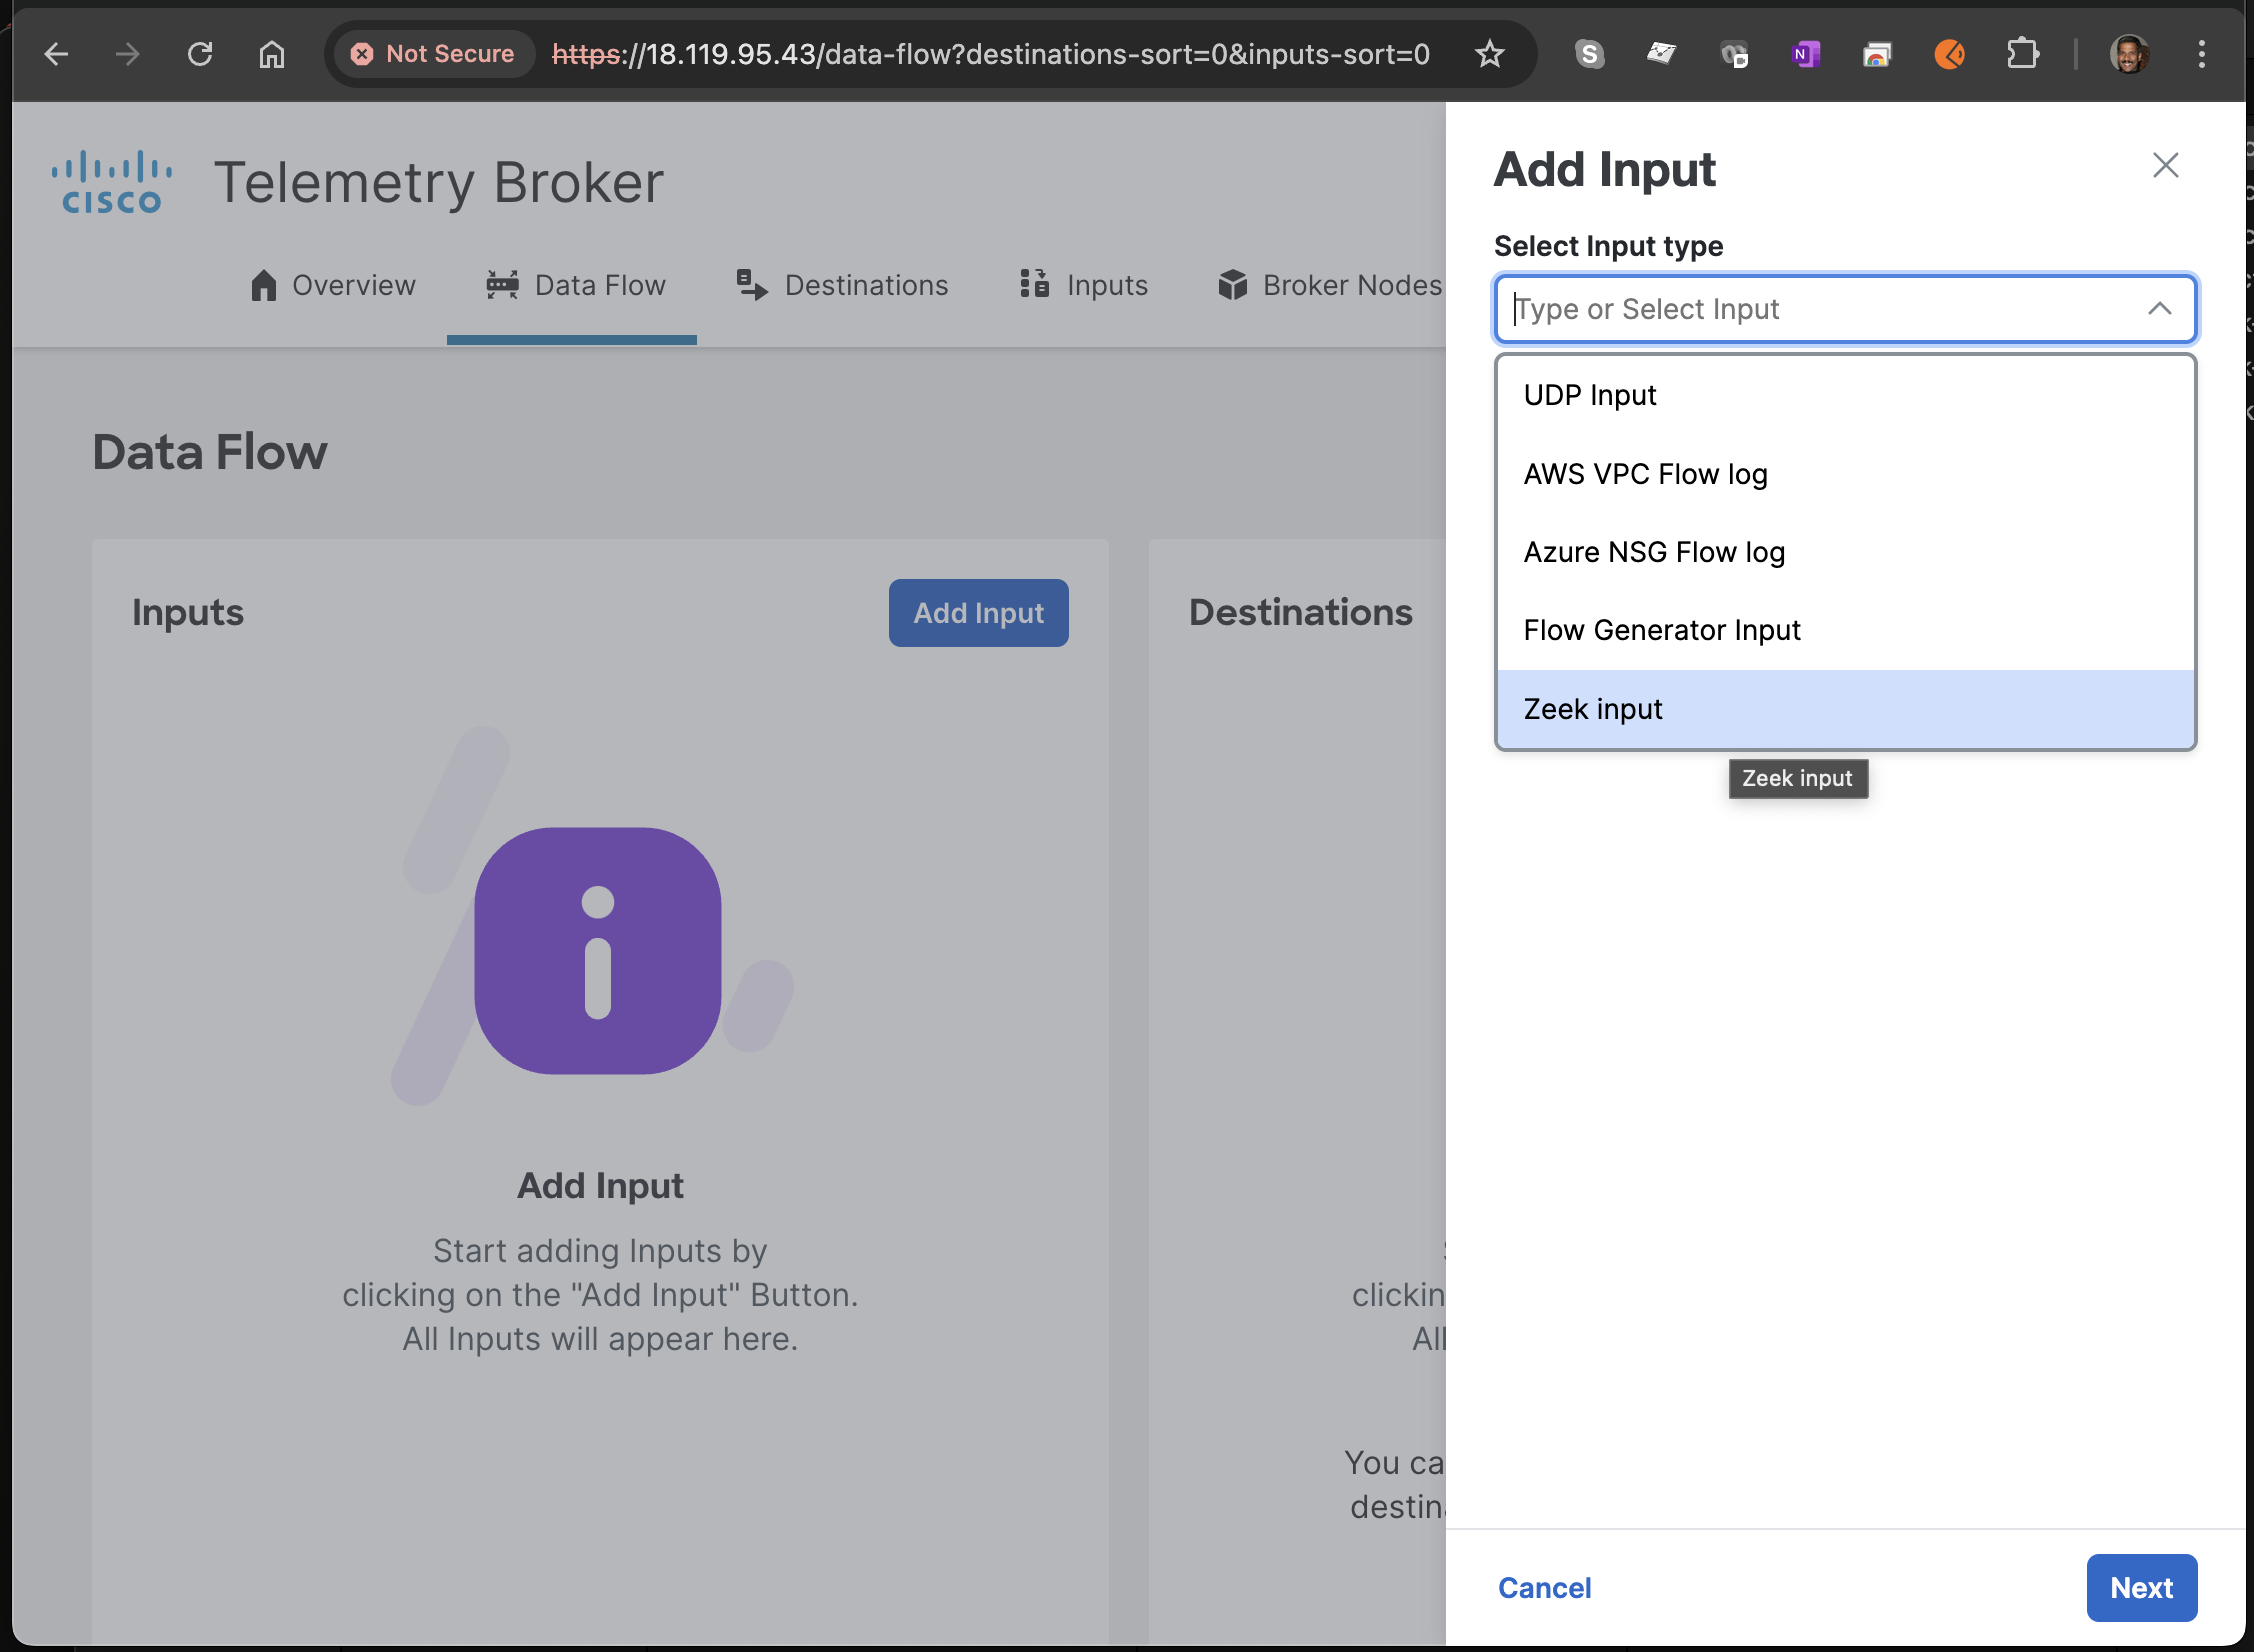 Not Secure https://18.119.95.43/data-flow?destinations-sort=0&inputs-sort=0
CISCO Telemetry Broker
Overview Data Flow Destinations Inputs Broker Nodes
Data Flow
Inputs Add Input
Add Input
Start adding Inputs by
clicking on the "Add Input" Button.
All Inputs will appear here.
Destinations
clickin
All
You ca
destin
Add Input
Select Input type
Type or Select Input
UDP Input
AWS VPC Flow log
Azure NSG Flow log
Flow Generator Input
Zeek input
Zeek input
Cancel Next